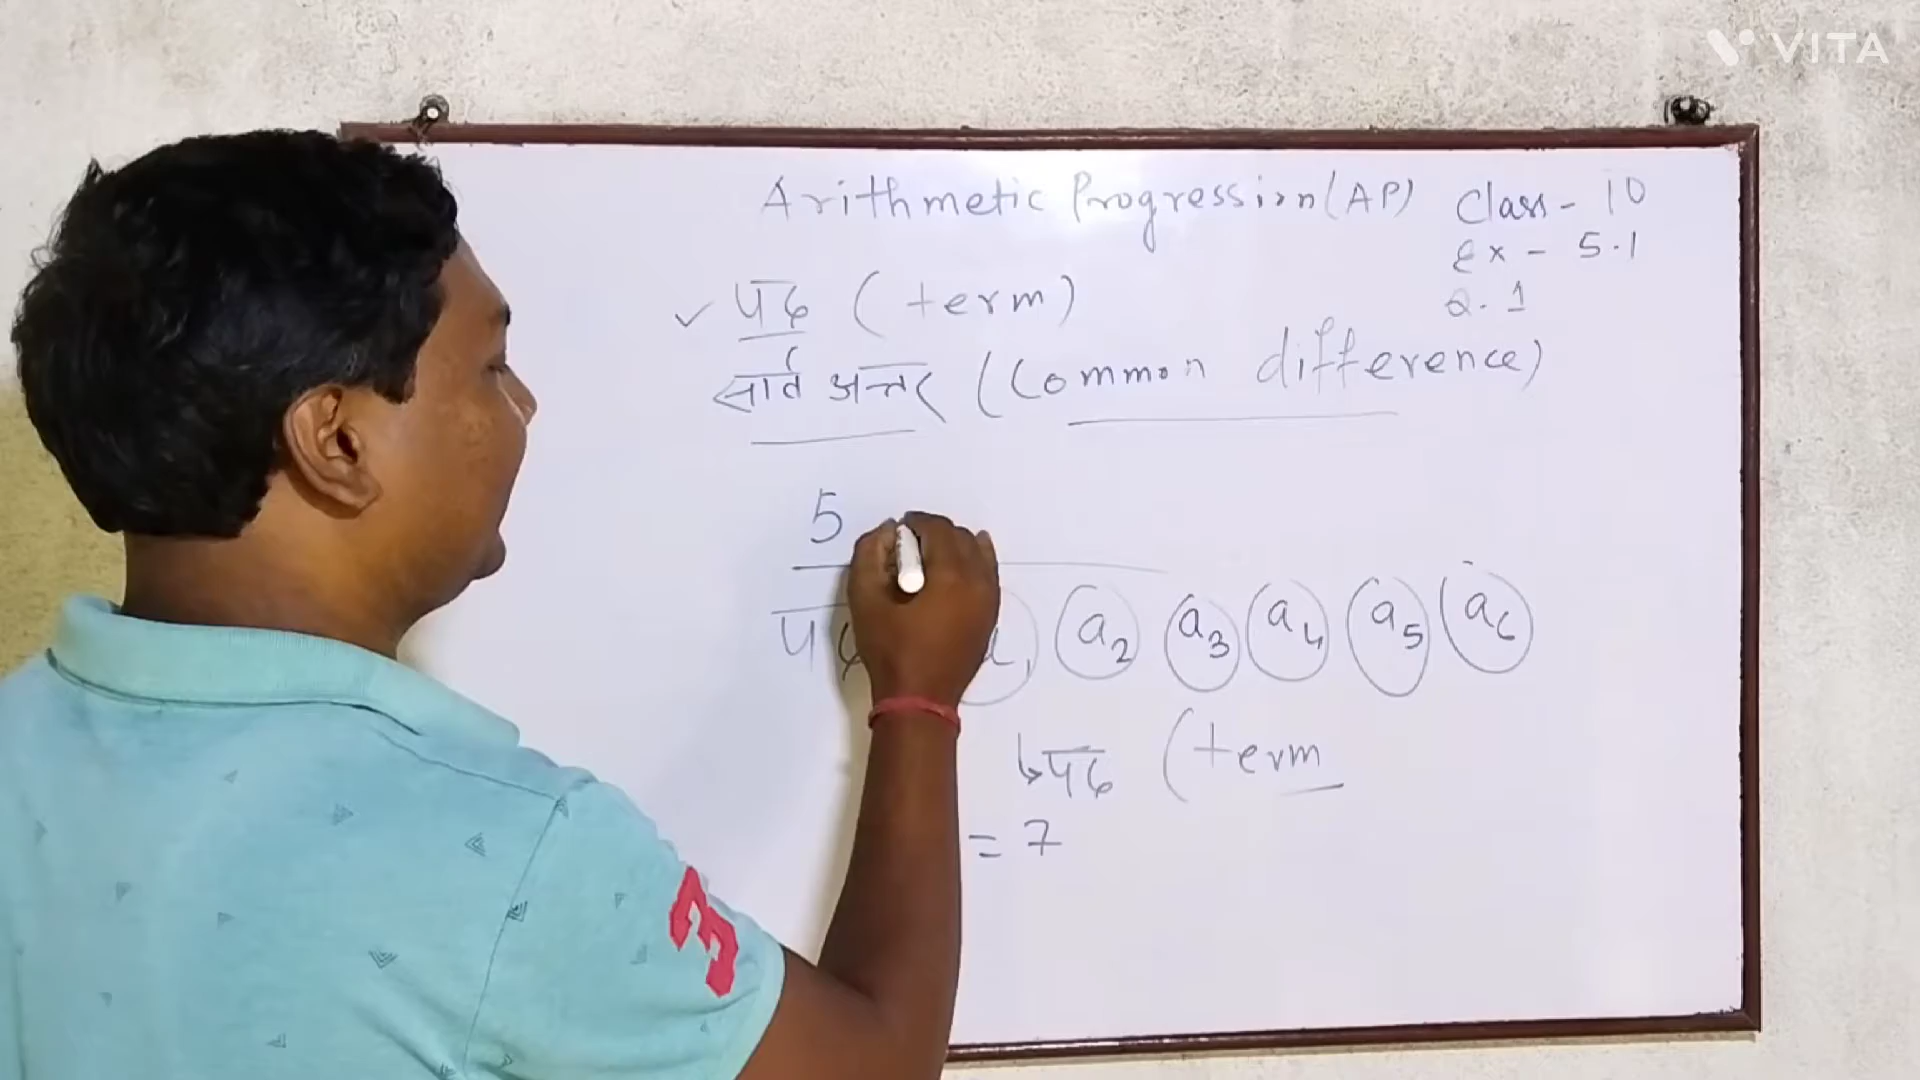 VITA
Arithmetic Progression (AP) Class - 10
Ex - 5.1
Q. 1
✓ पद (term)
सार्व अन्तर (Common difference)
5
पद a₂ a₃ a₄ a₅ a₆
↳ पद (term
= 7